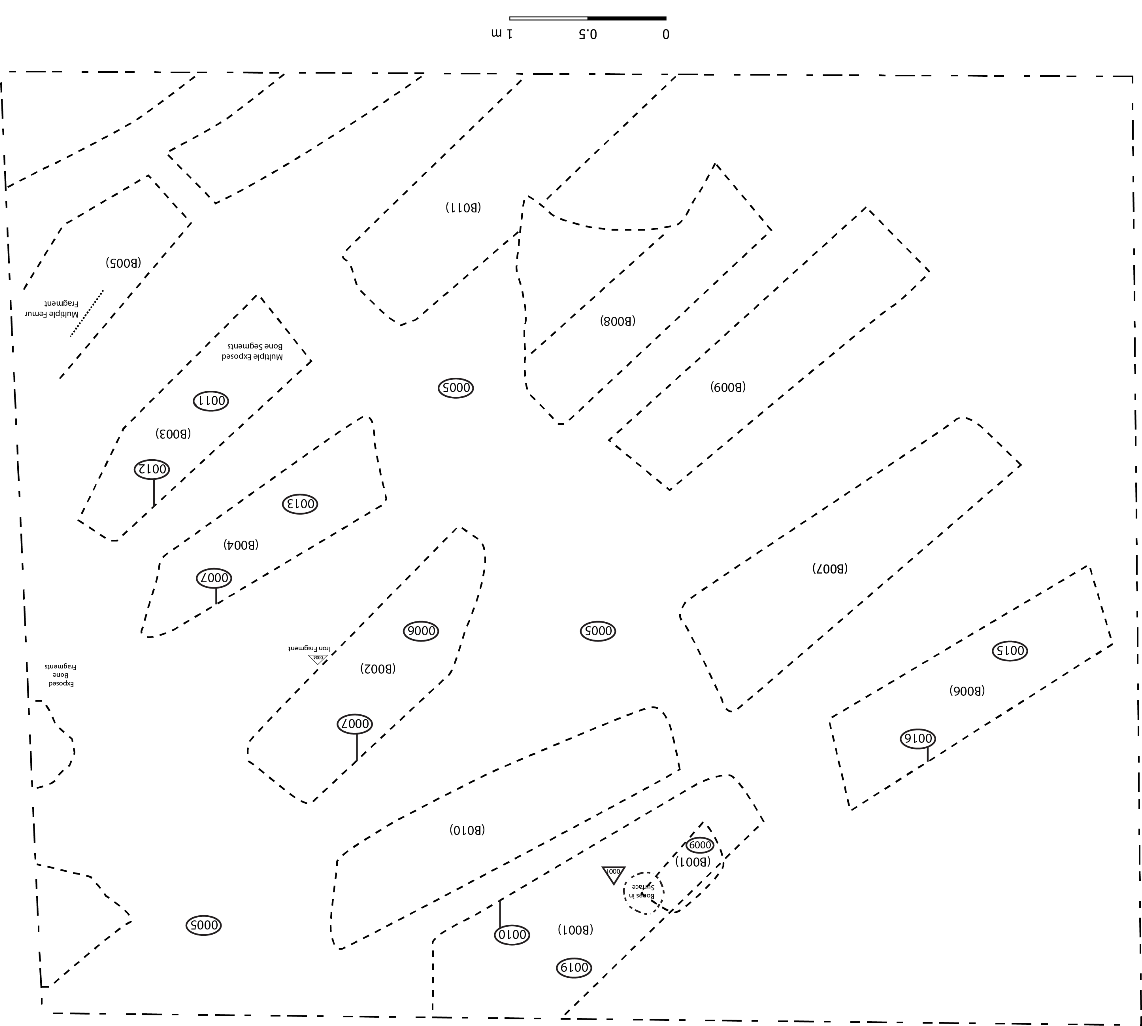 0019
0010
(B001)
0005
Bones in
Surface
0001
(B001)
0009
(B010)
0016
0007
(B006)
Exposed
Bone
Fragments
(B002)
0015
Iron Fragment
0005
0006
0007
(B007)
(B004)
0013
0012
(B003)
0011
0005
(B009)
Multiple Exposed
Bone Segments
(B008)
Multiple Femur
Fragment
(B005)
(B011)
0 0.5 1 m